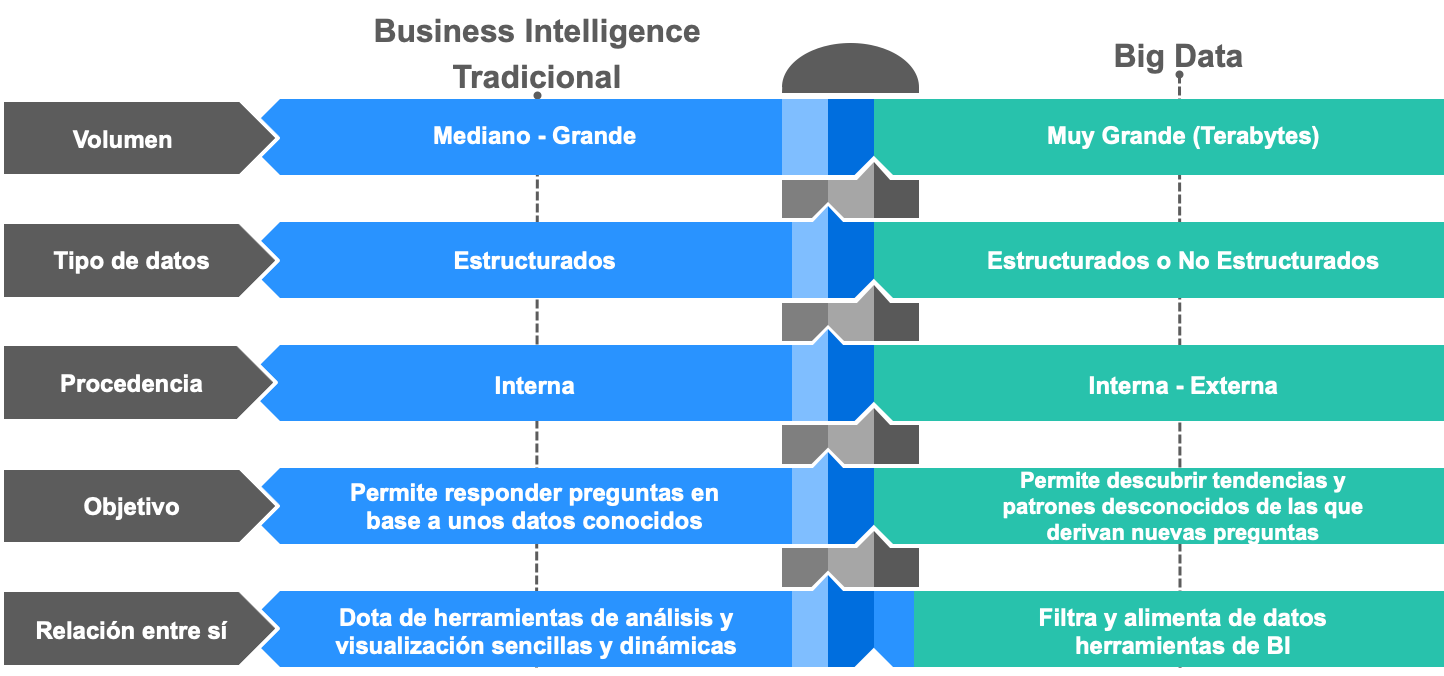 Business Intelligence
Tradicional
Big Data
Volumen
Mediano - Grande
Muy Grande (Terabytes)
Tipo de datos
Estructurados
Estructurados o No Estructurados
Procedencia
Interna
Interna - Externa
Objetivo
Permite responder preguntas en
base a unos datos conocidos
Permite descubrir tendencias y
patrones desconocidos de las que
derivan nuevas preguntas
Relación entre sí
Dota de herramientas de análisis y
visualización sencillas y dinámicas
Filtra y alimenta de datos
herramientas de BI